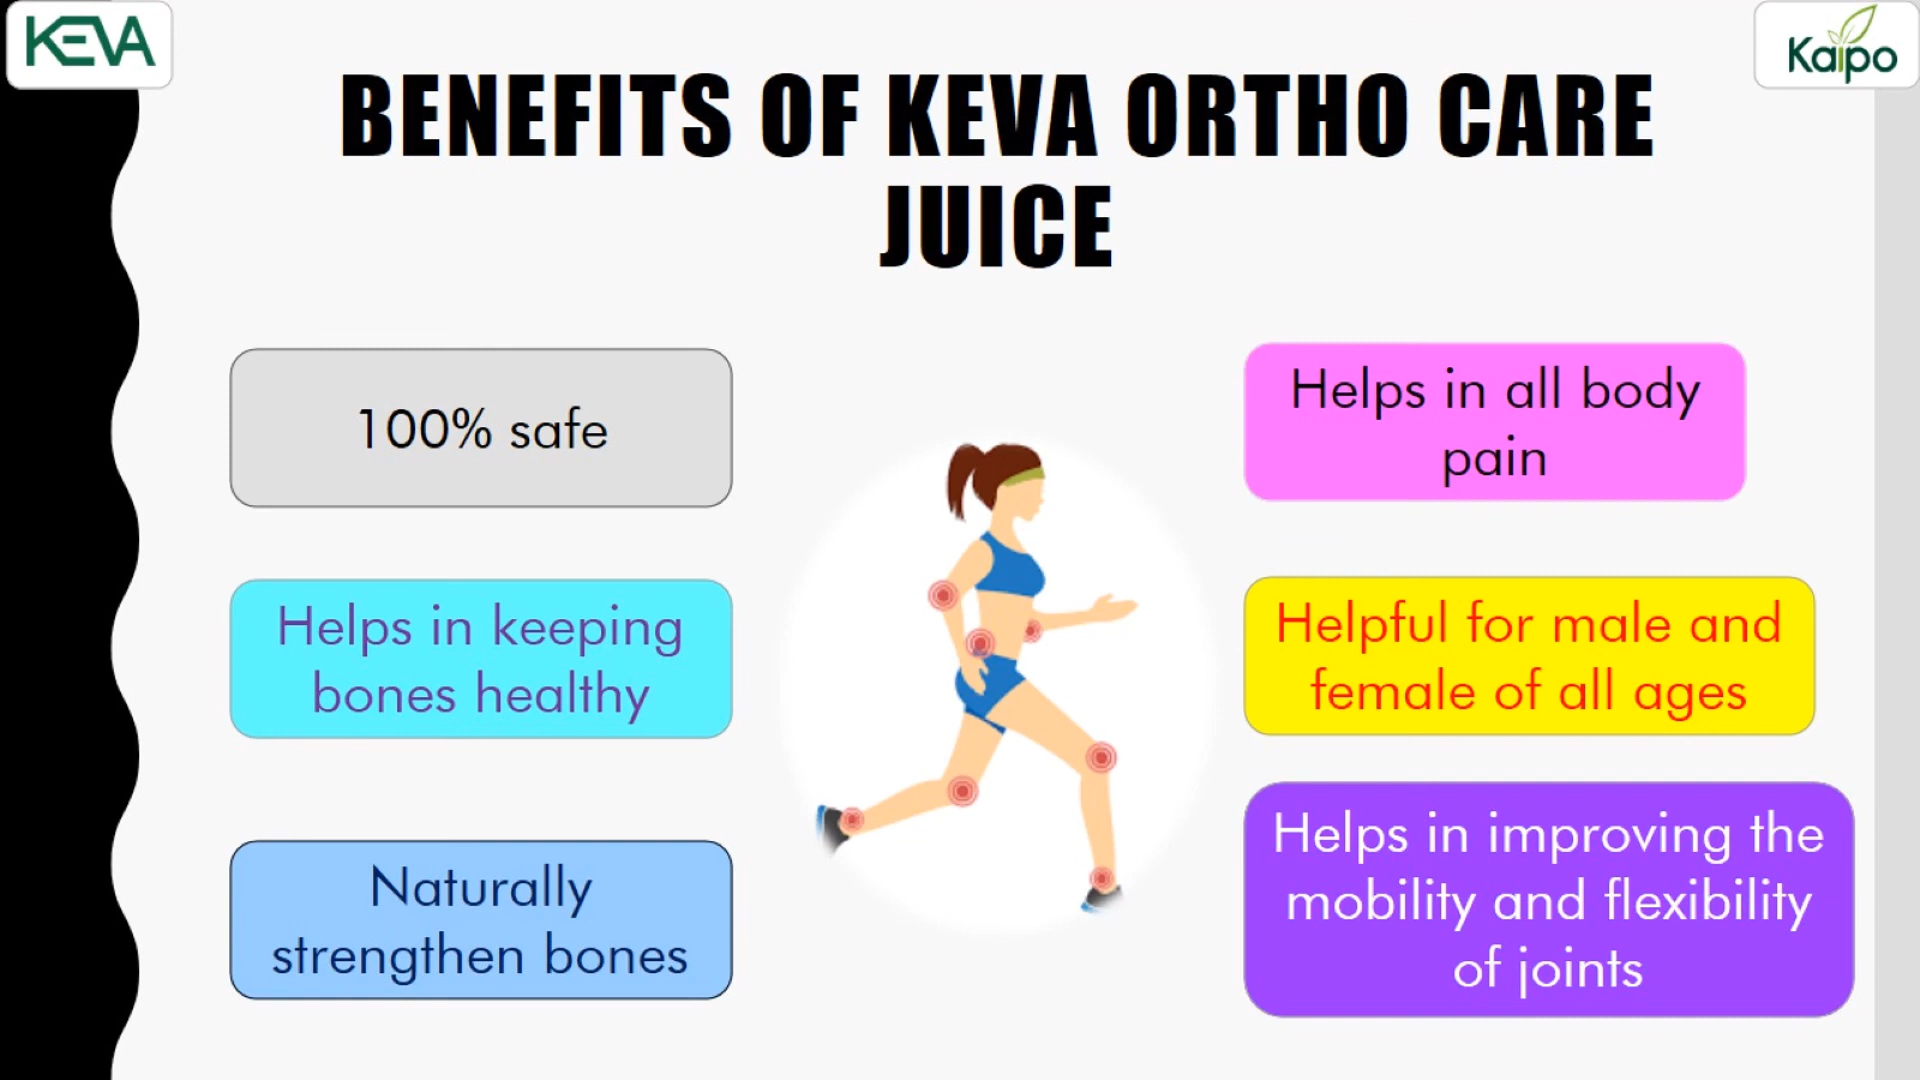 KEVA
Kaipo
BENEFITS OF KEVA ORTHO CARE
JUICE
100% safe
Helps in keeping
bones healthy
Naturally
strengthen bones
Helps in all body
pain
Helpful for male and
female of all ages
Helps in improving the
mobility and flexibility
of joints